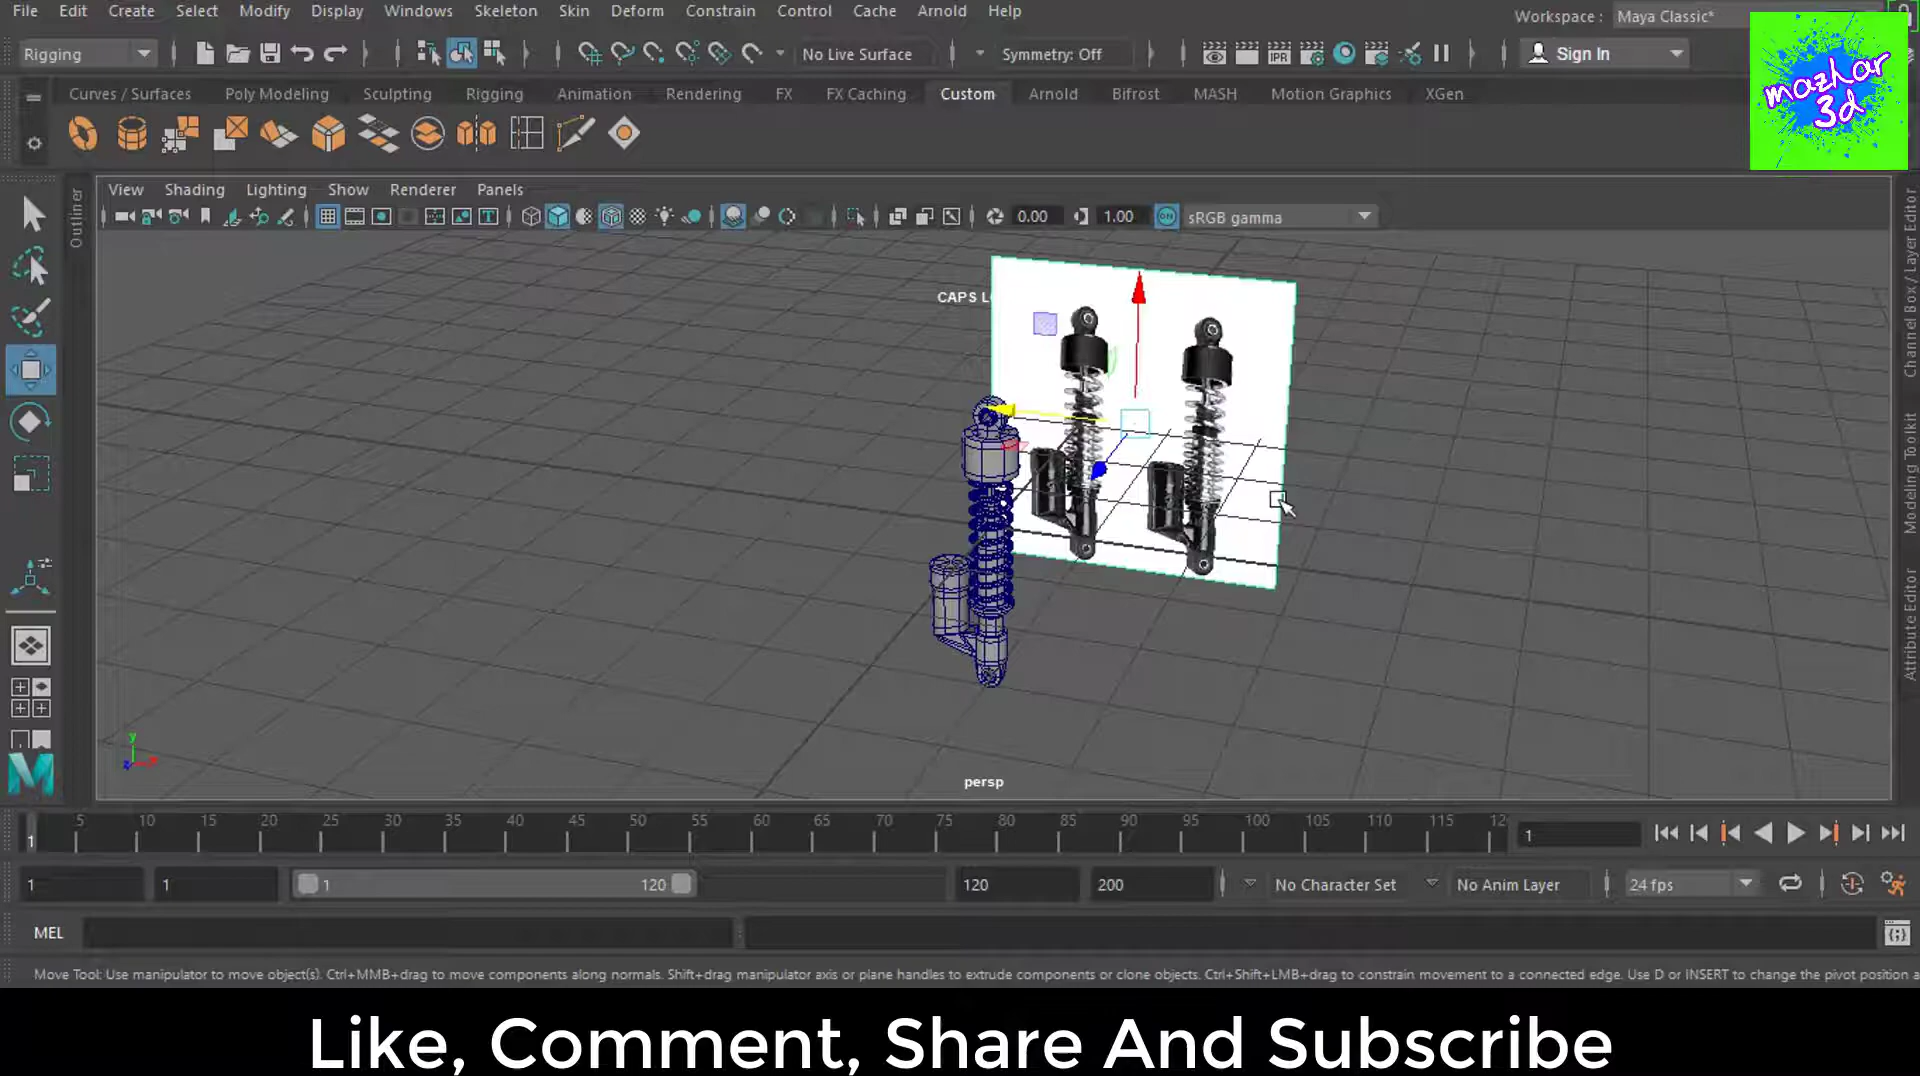 File Edit Create Select Modify Display Windows Skeleton Skin Deform Constrain Control Cache Arnold Help
Workspace : Maya Classic*
Rigging No Live Surface Symmetry: Off Sign In
mazhar
3d
Curves / Surfaces Poly Modeling Sculpting Rigging Animation Rendering FX FX Caching Custom Arnold Bifrost MASH Motion Graphics XGen
View Shading Lighting Show Renderer Panels
0.00 1.00 ON sRGB gamma
Outliner
Channel Box / Layer Editor
Modeling Toolkit
Attribute Editor
CAPS L
y
z
persp
5 10 15 20 25 30 35 40 45 50 55 60 65 70 75 80 85 90 95 100 105 110 115 12
1 1
1 1 1 120 120 200 No Character Set No Anim Layer 24 fps
MEL
Move Tool: Use manipulator to move object(s). Ctrl+MMB+drag to move components along normals. Shift+drag manipulator axis or plane handles to extrude components or clone objects. Ctrl+Shift+LMB+drag to constrain movement to a connected edge. Use D or INSERT to change the pivot position a
Like, Comment, Share And Subscribe